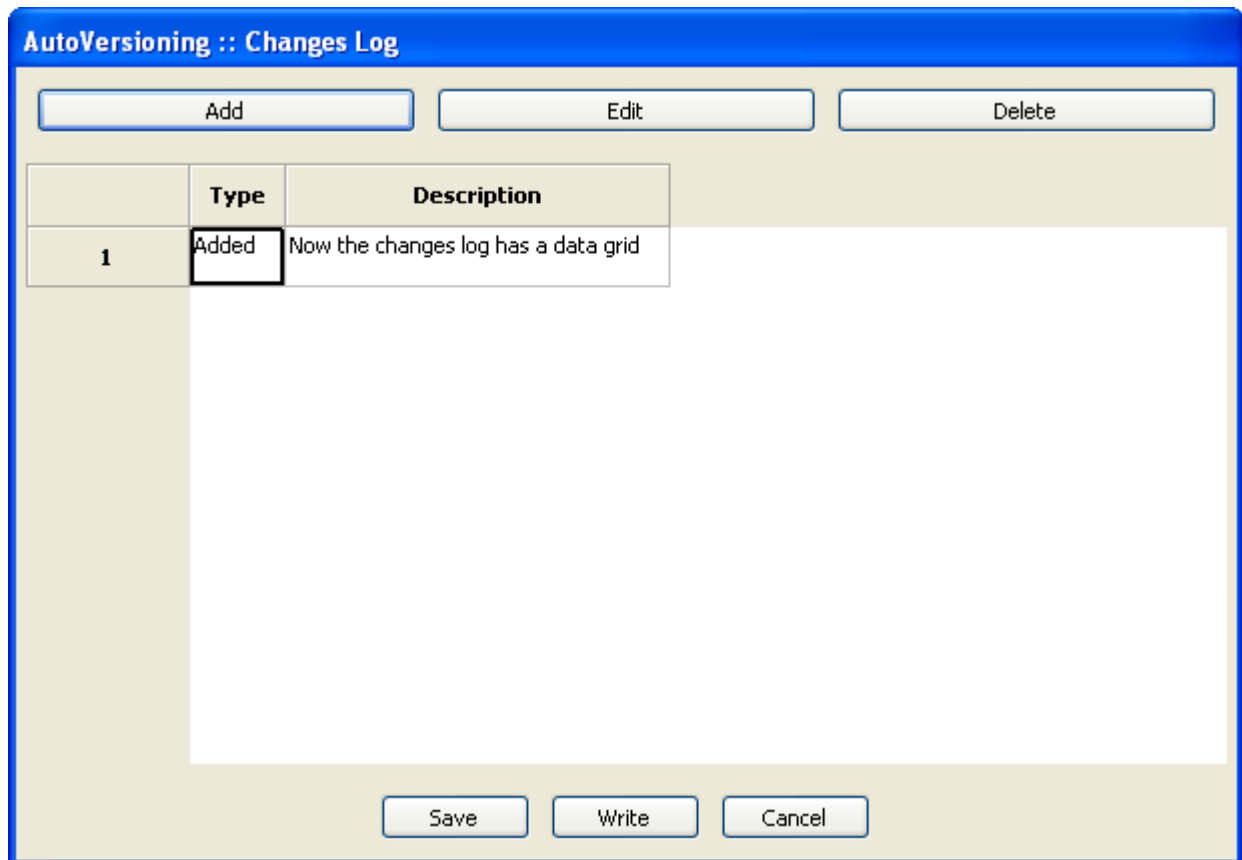 AutoVersioning :: Changes Log
Add Edit Delete
Type Description
1 Added Now the changes log has a data grid
Save Write Cancel